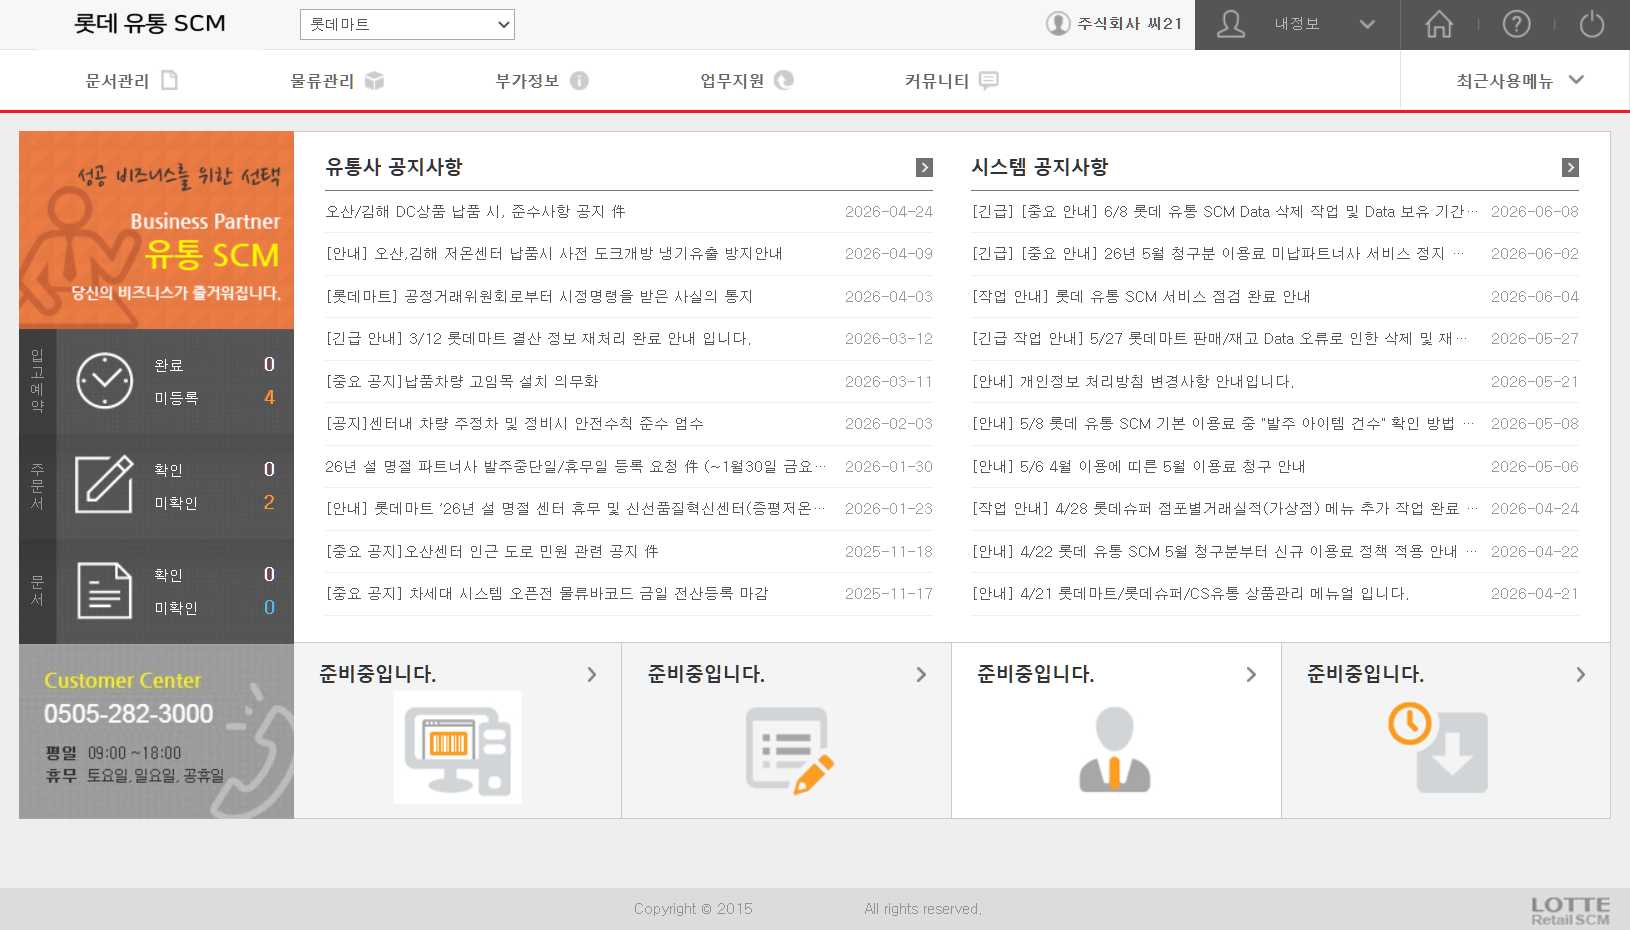 롯데 유통 SCM
롯데마트
주식회사 씨21
내정보
문서관리
물류관리
부가정보
업무지원
커뮤니티
최근사용메뉴
성공 비즈니스를 위한 선택
Business Partner
유통 SCM
당신의 비즈니스가 즐거워집니다.
입고예약
완료 0
미등록 4
주문서
확인 0
미확인 2
문서
확인 0
미확인 0
Customer Center
0505-282-3000
평일 09:00 ~18:00
휴무 토요일,일요일, 공휴일
유통사 공지사항
오산/김해 DC상품 납품 시, 준수사항 공지 件 2026-04-24
[안내] 오산,김해 저온센터 납품시 사전 도크개방 냉기유출 방지안내 2026-04-09
[롯데마트] 공정거래위원회로부터 시정명령을 받은 사실의 통지 2026-04-03
[긴급 안내] 3/12 롯데마트 결산 정보 재처리 완료 안내 입니다. 2026-03-12
[중요 공지]납품차량 고임목 설치 의무화 2026-03-11
[공지]센터내 차량 주정차 및 정비시 안전수칙 준수 엄수 2026-02-03
26년 설 명절 파트너사 발주중단일/휴무일 등록 요청 件 (~1월30일 금요… 2026-01-30
[안내] 롯데마트 '26년 설 명절 센터 휴무 및 신선품질혁신센터(증평저온… 2026-01-23
[중요 공지]오산센터 인근 도로 민원 관련 공지 件 2025-11-18
[중요 공지] 차세대 시스템 오픈전 물류바코드 금일 전산등록 마감 2025-11-17
시스템 공지사항
[긴급] [중요 안내] 6/8 롯데 유통 SCM Data 삭제 작업 및 Data 보유 기간… 2026-06-08
[긴급] [중요 안내] 26년 5월 청구분 이용료 미납파트너사 서비스 정지 … 2026-06-02
[작업 안내] 롯데 유통 SCM 서비스 점검 완료 안내 2026-06-04
[긴급 작업 안내] 5/27 롯데마트 판매/재고 Data 오류로 인한 삭제 및 재… 2026-05-27
[안내] 개인정보 처리방침 변경사항 안내입니다. 2026-05-21
[안내] 5/8 롯데 유통 SCM 기본 이용료 중 "발주 아이템 건수" 확인 방법 … 2026-05-08
[안내] 5/6 4월 이용에 띠른 5월 이용료 청구 안내 2026-05-06
[작업 안내] 4/28 롯데슈퍼 점포별거래실적(가상점) 메뉴 추가 작업 완료 … 2026-04-24
[안내] 4/22 롯데 유통 SCM 5월 청구분부터 신규 이용료 정책 적용 안내 … 2026-04-22
[안내] 4/21 롯데마트/롯데슈퍼/CS유통 상품관리 메뉴얼 입니다. 2026-04-21
준비중입니다.
준비중입니다.
준비중입니다.
준비중입니다.
Copyright © 2015 All rights reserved.
LOTTE
Retail SCM